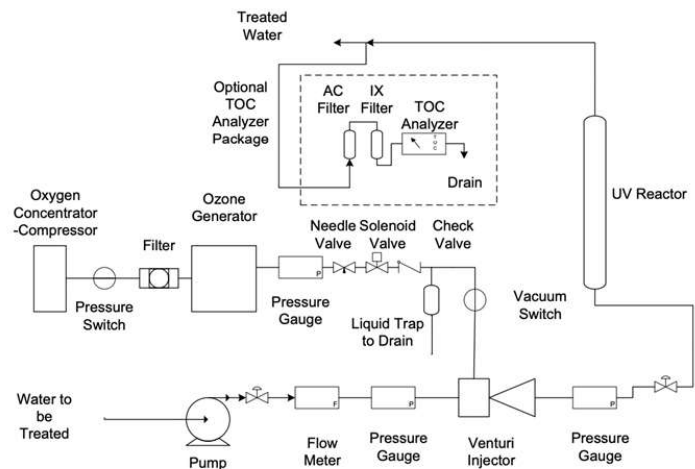 Treated
Water
Optional
TOC
Analyzer
Package
AC
Filter
IX
Filter
TOC
Analyzer
T
O
C
Drain
UV Reactor
Oxygen
Concentrator
-Compressor
Pressure
Switch
Filter
Ozone
Generator
P
Pressure
Gauge
Needle
Valve
Solenoid
Valve
Check
Valve
Liquid Trap
to Drain
Vacuum
Switch
Water to
be
Treated
Pump
F
Flow
Meter
P
Pressure
Gauge
Venturi
Injector
P
Pressure
Gauge